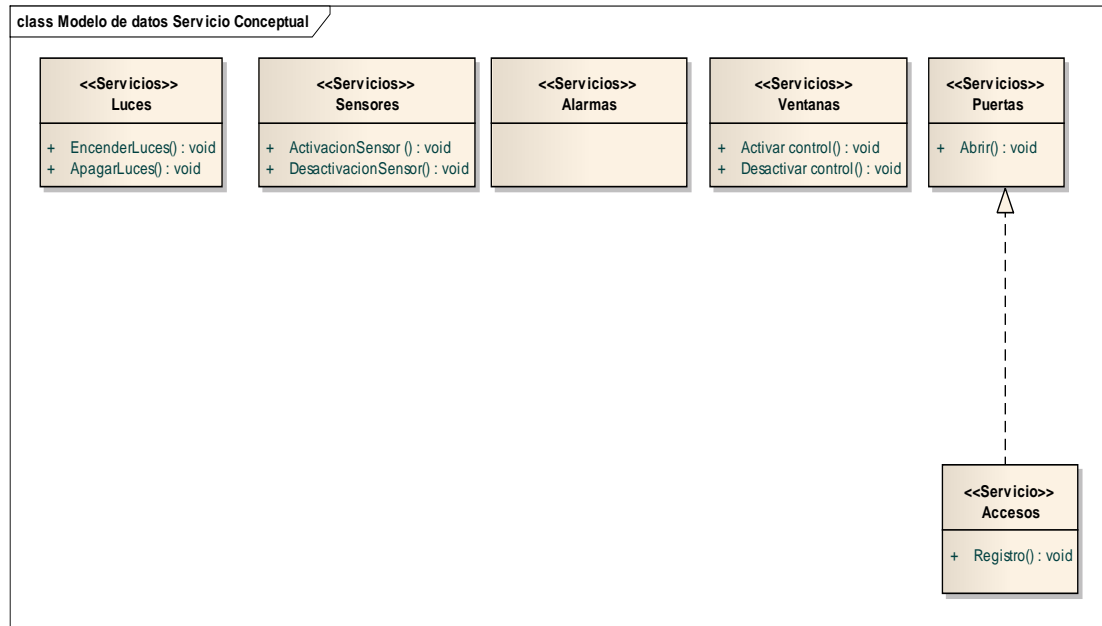 class Modelo de datos Servicio Conceptual
<<Servicios>>
Luces
+ EncenderLuces() : void
+ ApagarLuces() : void
<<Servicios>>
Sensores
+ ActivacionSensor () : void
+ DesactivacionSensor() : void
<<Servicios>>
Alarmas
<<Servicios>>
Ventanas
+ Activar control() : void
+ Desactivar control() : void
<<Servicios>>
Puertas
+ Abrir() : void
<<Servicio>>
Accesos
+ Registro() : void